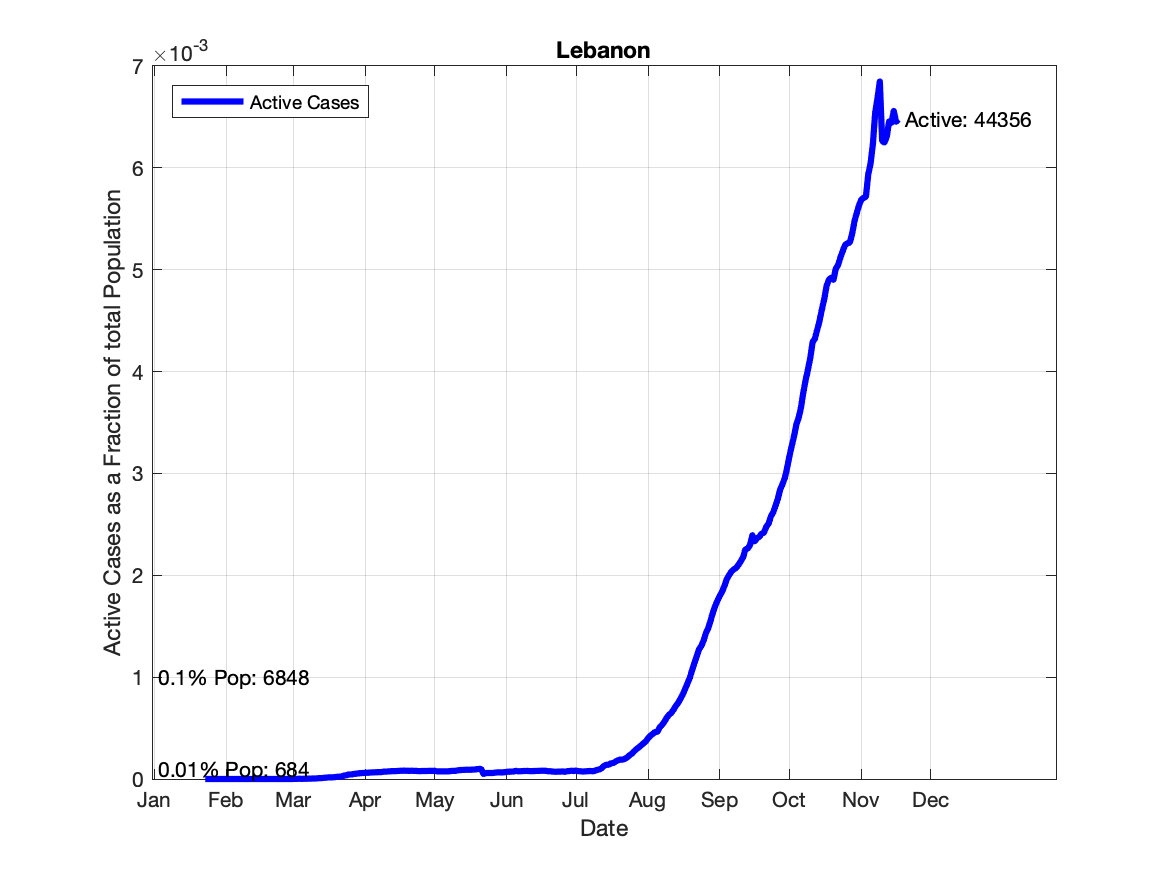 Lebanon
×10-3
7
6
5
4
3
2
1
0
Active Cases as a Fraction of total Population
Active Cases
Active: 44356
0.1% Pop: 6848
0.01% Pop: 684
Jan Feb Mar Apr May Jun Jul Aug Sep Oct Nov Dec
Date